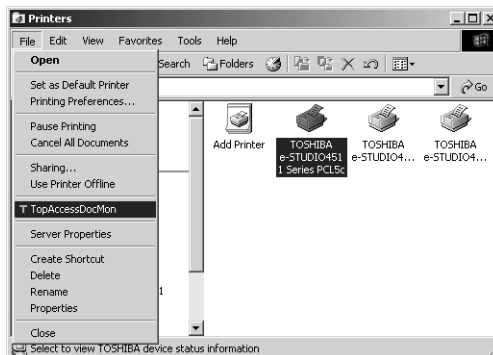 Printers
File Edit View Favorites Tools Help
Search Folders
Go
Open
Set as Default Printer
Printing Preferences...
Pause Printing
Cancel All Documents
Sharing...
Use Printer Offline
TopAccessDocMon
Server Properties
Create Shortcut
Delete
Rename
Properties
Close
1
Add Printer
TOSHIBA
e-STUDIO451
1 Series PCL5c
TOSHIBA
e-STUDIO4...
TOSHIBA
e-STUDIO4...
Select to view TOSHIBA device status information